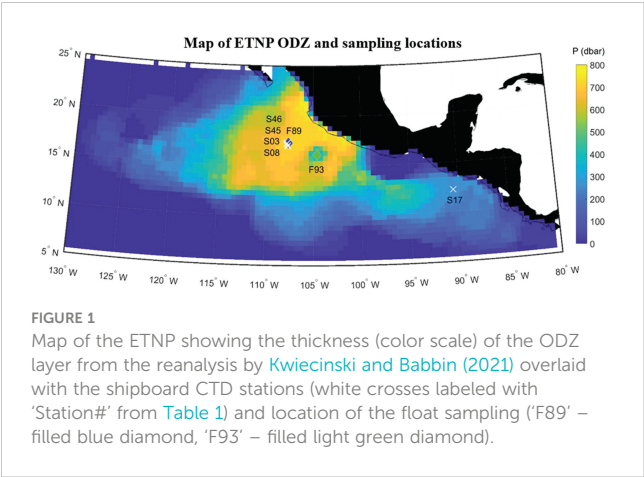 Map of ETNP ODZ and sampling locations
P (dbar)
25° N
20° N
15° N
10° N
5° N
130° W
125° W
120° W
115° W
110° W
105° W
100° W
95° W
90° W
85° W
80° W
S46
S45 F89
S03
S08
F93
S17
800
700
600
500
400
300
200
100
0
FIGURE 1
Map of the ETNP showing the thickness (color scale) of the ODZ
layer from the reanalysis by Kwiecinski and Babbin (2021) overlaid
with the shipboard CTD stations (white crosses labeled with
‘Station#’ from Table 1) and location of the float sampling (‘F89’ –
filled blue diamond, ‘F93’ – filled light green diamond).